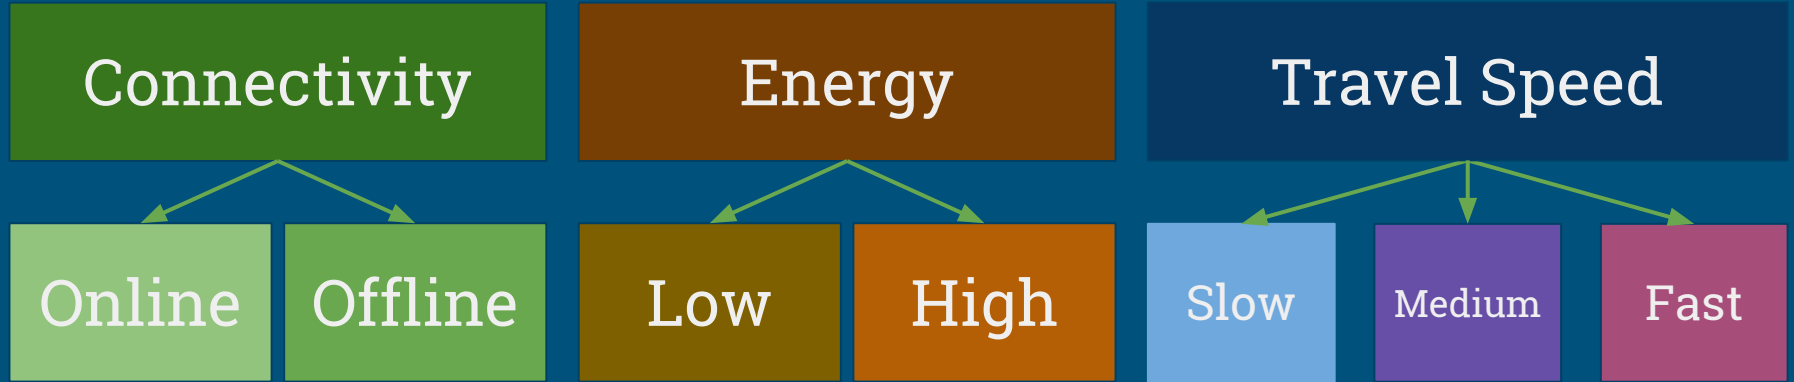 Connectivity
Energy
Travel Speed
Online
Offline
Low
High
Slow
Medium
Fast